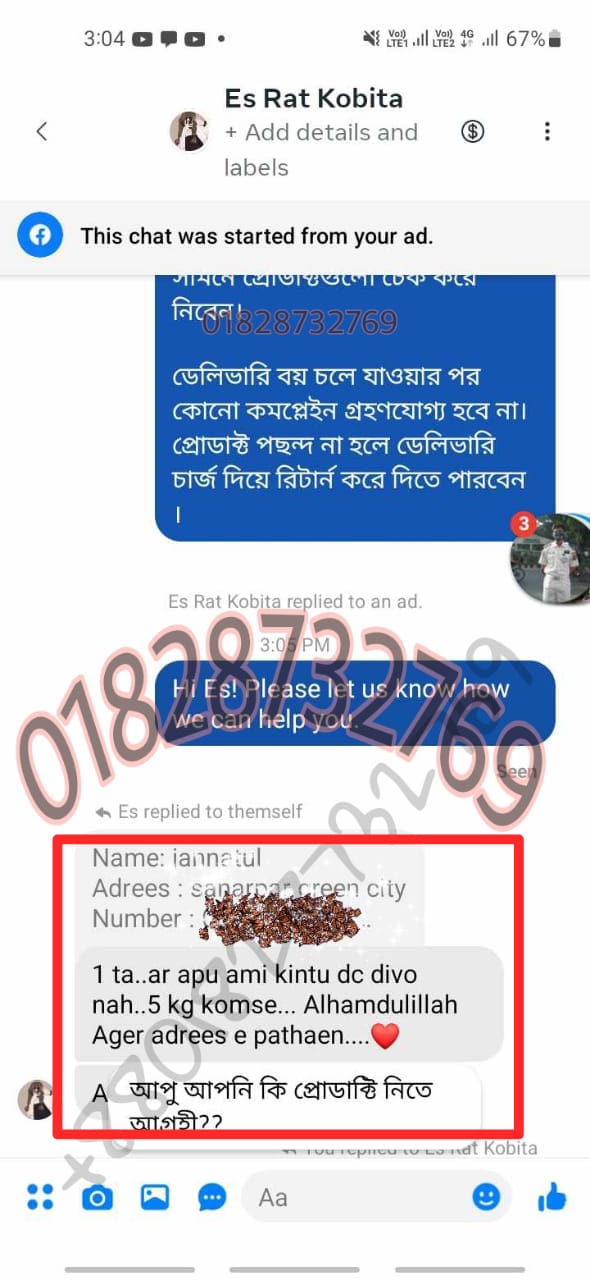 3:04
Vo)) LTE1 Vo)) LTE2 4G 67%
Es Rat Kobita
+ Add details and
labels
This chat was started from your ad.
সামনে প্রোডাক্টগুলো চেক করে
নিবেন।
01828732769
ডেলিভারি বয় চলে যাওয়ার পর
কোনো কমপ্লেইন গ্রহণযোগ্য হবে না।
প্রোডাক্ট পছন্দ না হলে ডেলিভারি
চার্জ দিয়ে রিটার্ন করে দিতে পারবেন
।
3
Es Rat Kobita replied to an ad.
3:05 PM
Hi Es! Please let us know how
we can help you.
01828732769
Seen
Es replied to themself
Name: jannatul
Adrees : sanarpar green city
Number :
1 ta..ar apu ami kintu dc divo
nah..5 kg komse... Alhamdulillah
Ager adrees e pathaen....❤️
A আপু আপনি কি প্রোডাক্টি নিতে
আগ্রহী??
You replied to Es Rat Kobita
Aa